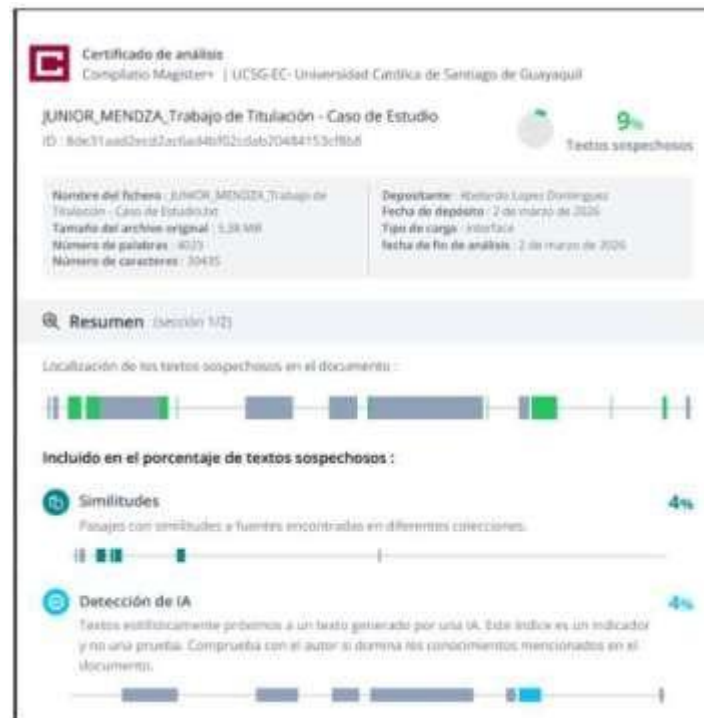 Certificado de análisis
Compilatio Magister+ | UCSG-EC- Universidad Católica de Santiago de Guayaquil
JUNIOR_MENDZA_Trabajo de Titulación - Caso de Estudio
ID :
9%
Textos sospechosos
Nombre del fichero : JUNIOR_MENDZA_Trabajo de
Titulación - Caso de Estudio.txt
Tamaño del archivo original : 5,38 MB
Número de palabras : 4025
Número de caracteres : 30435
Depositante : Abelardo Lopez Dominguez
Fecha de depósito : 2 de marzo de 2026
Tipo de carga : interface
fecha de fin de análisis : 2 de marzo de 2026
Resumen (sección 1/2)
Localización de los textos sospechosos en el documento :
Incluido en el porcentaje de textos sospechosos :
Similitudes
4%
Pasajes con similitudes a fuentes encontradas en diferentes colecciones.
Detección de IA
4%
Textos estilísticamente próximos a un texto generado por una IA. Este índice es un indicador
y no una prueba. Comprueba con el autor si domina los conocimientos mencionados en el
documento.